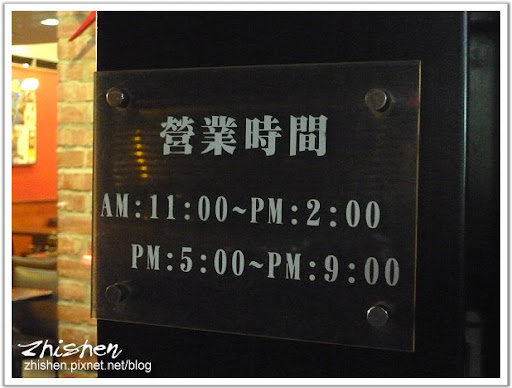 營業時間
AM:11:00~PM:2:00
PM:5:00~PM:9:00
zhishen
zhishen.pixnet.net/blog